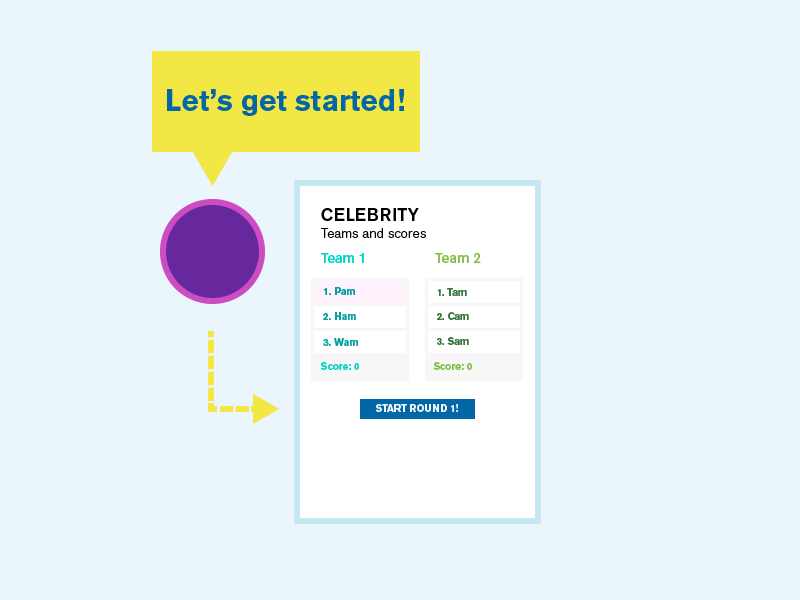 Let’s get started!
CELEBRITY
Teams and scores
Team 1
1. Pam
2. Ham
3. Wam
Score: 0
Team 2
1. Tam
2. Cam
3. Sam
Score: 0
START ROUND 1!